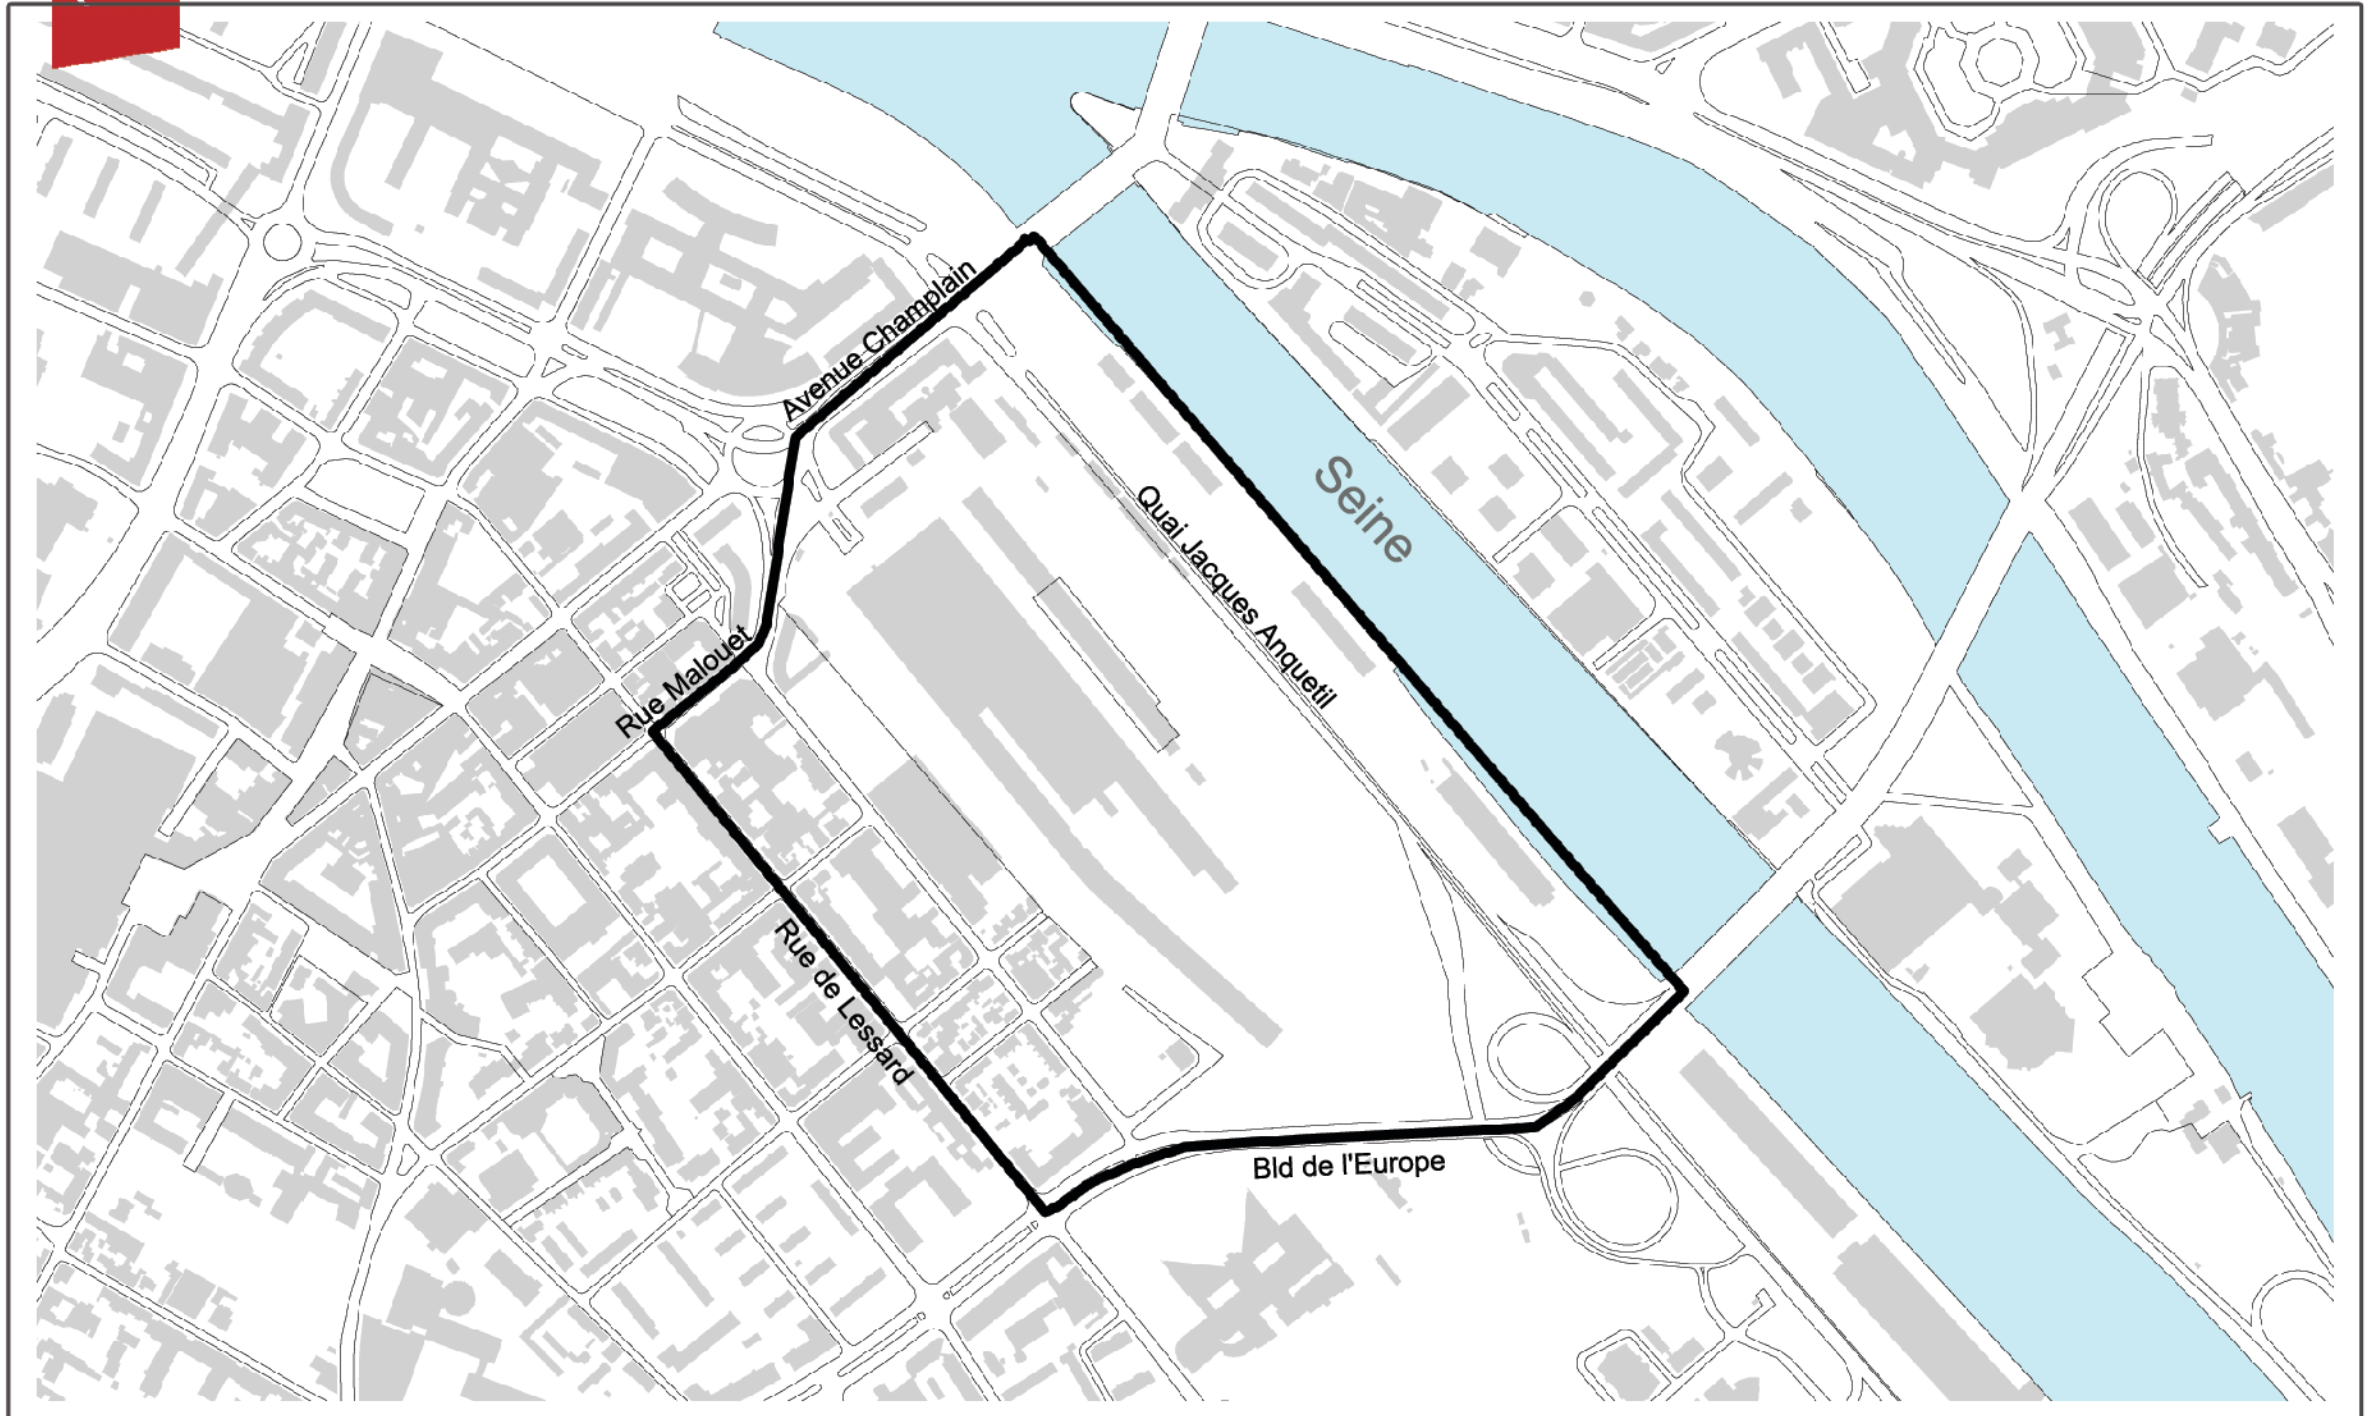 Avenue Champlain
Seine
Quai Jacques Anquetil
Rue Malouet
Rue de Lessard
Bld de l'Europe